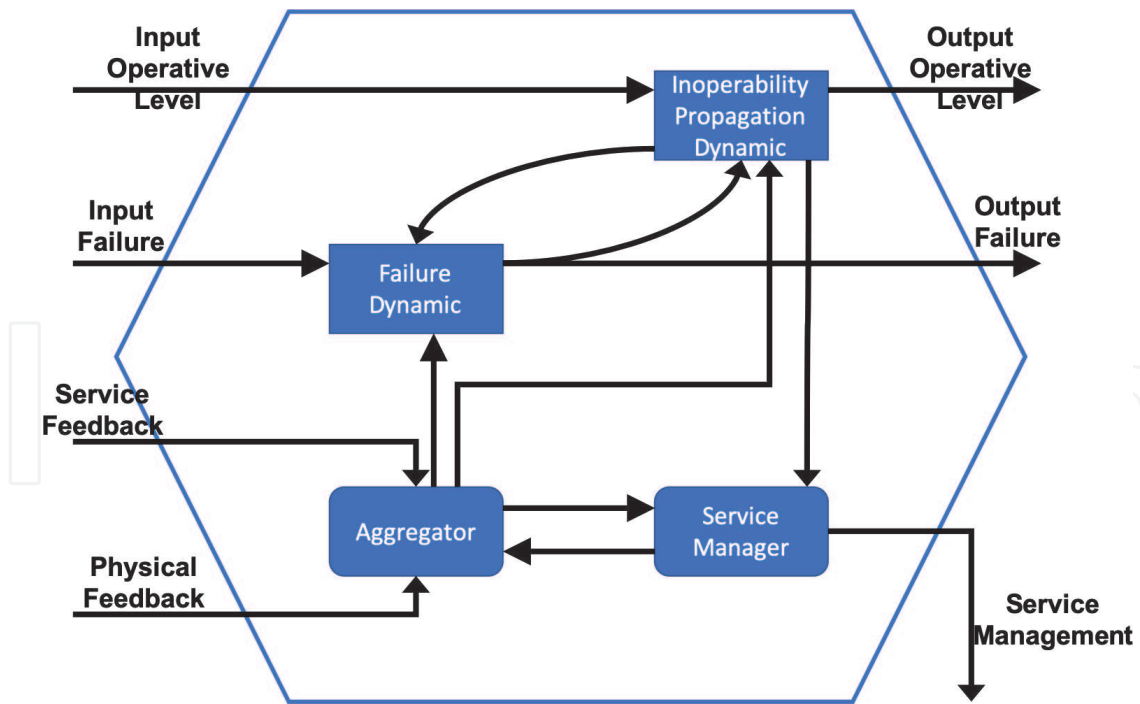 Input
Operative
Level
Output
Operative
Level
Inoperability
Propagation
Dynamic
Input
Failure
Output
Failure
Failure
Dynamic
Service
Feedback
Aggregator
Service
Manager
Physical
Feedback
Service
Management